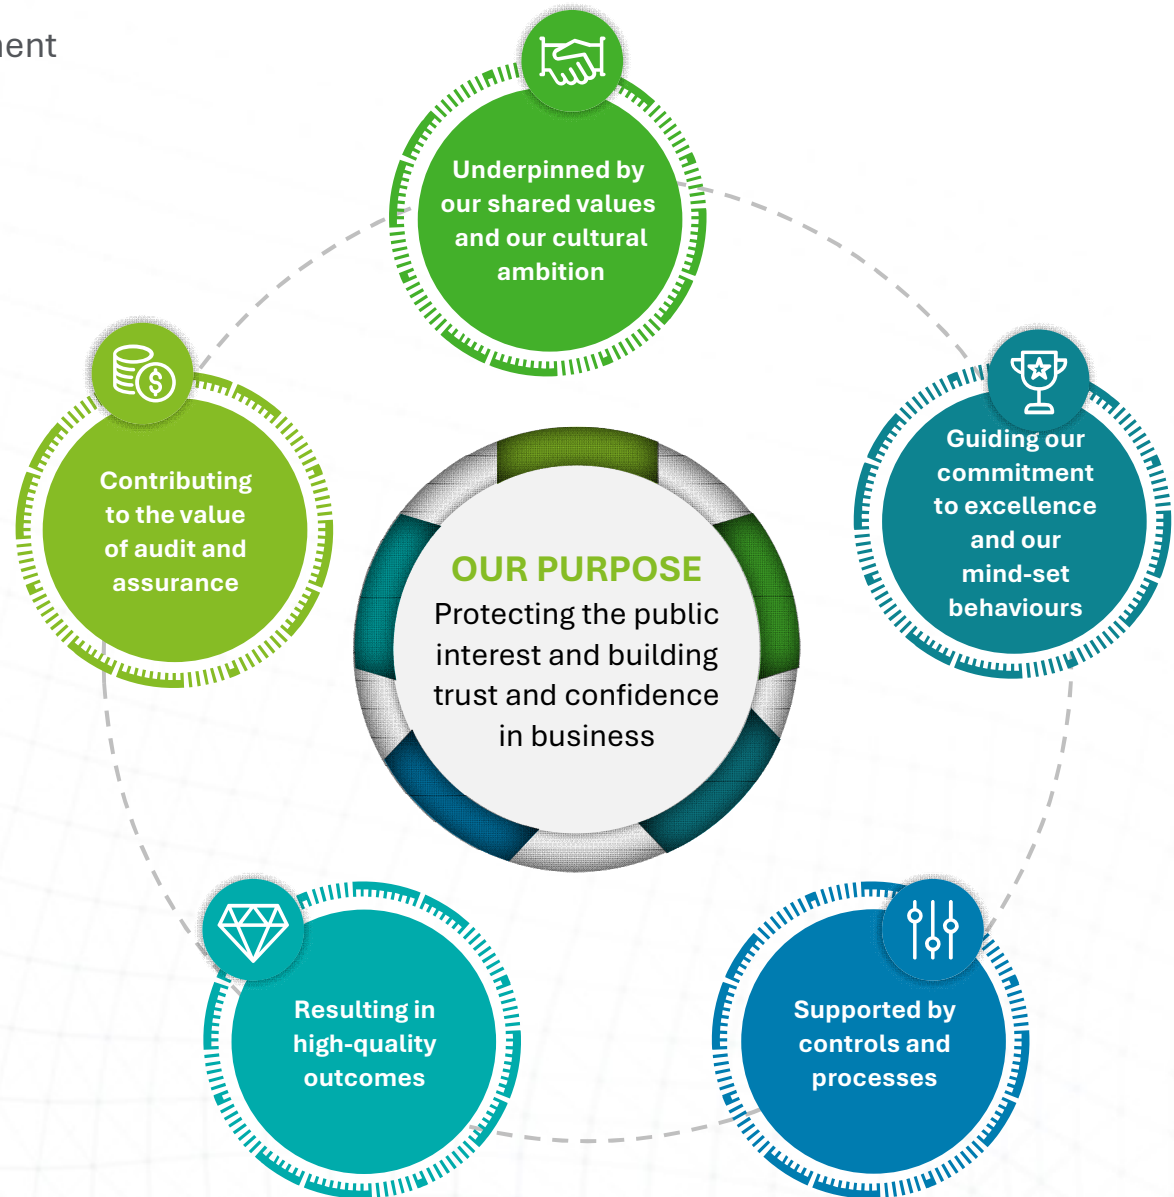 Underpinned by
our shared values
and our cultural
ambition
Guiding our
commitment
to excellence
and our
mind-set
behaviours
Contributing
to the value
of audit and
assurance
$
OUR PURPOSE
Protecting the public
interest and building
trust and confidence
in business
Resulting in
high-quality
outcomes
Supported by
controls and
processes